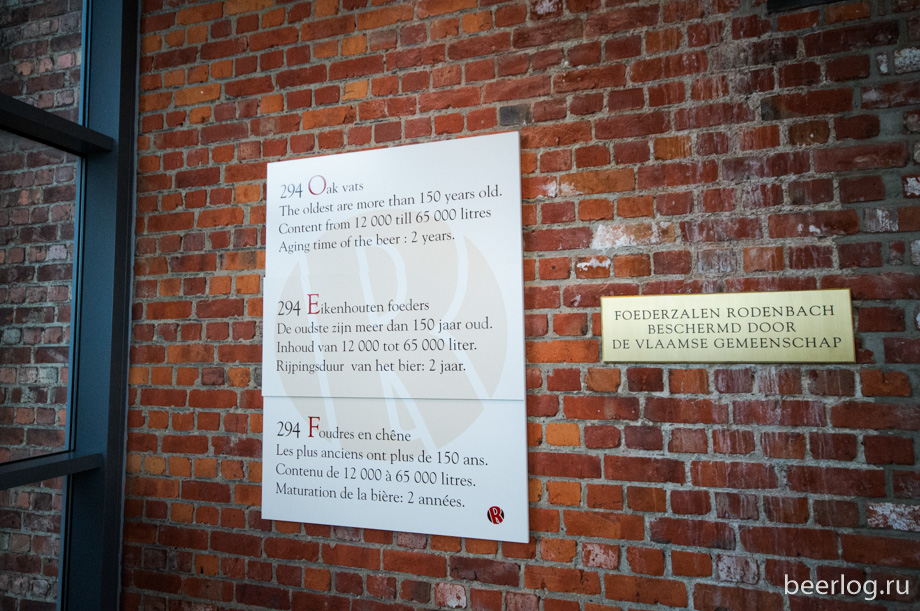 294 Oak vats
The oldest are more than 150 years old.
Content from 12 000 till 65 000 litres
Aging time of the beer : 2 years.
294 Eikenhouten foeders
De oudste zijn meer dan 150 jaar oud.
Inhoud van 12 000 tot 65 000 liter.
Rijpingsduur van het bier: 2 jaar.
294 Foudres en chêne
Les plus anciens ont plus de 150 ans.
Contenu de 12 000 à 65 000 litres.
Maturation de la bière: 2 années.
FOEDERZALEN RODENBACH
BESCHERMD DOOR
DE VLAAMSE GEMEENSCHAP
beerlog.ru